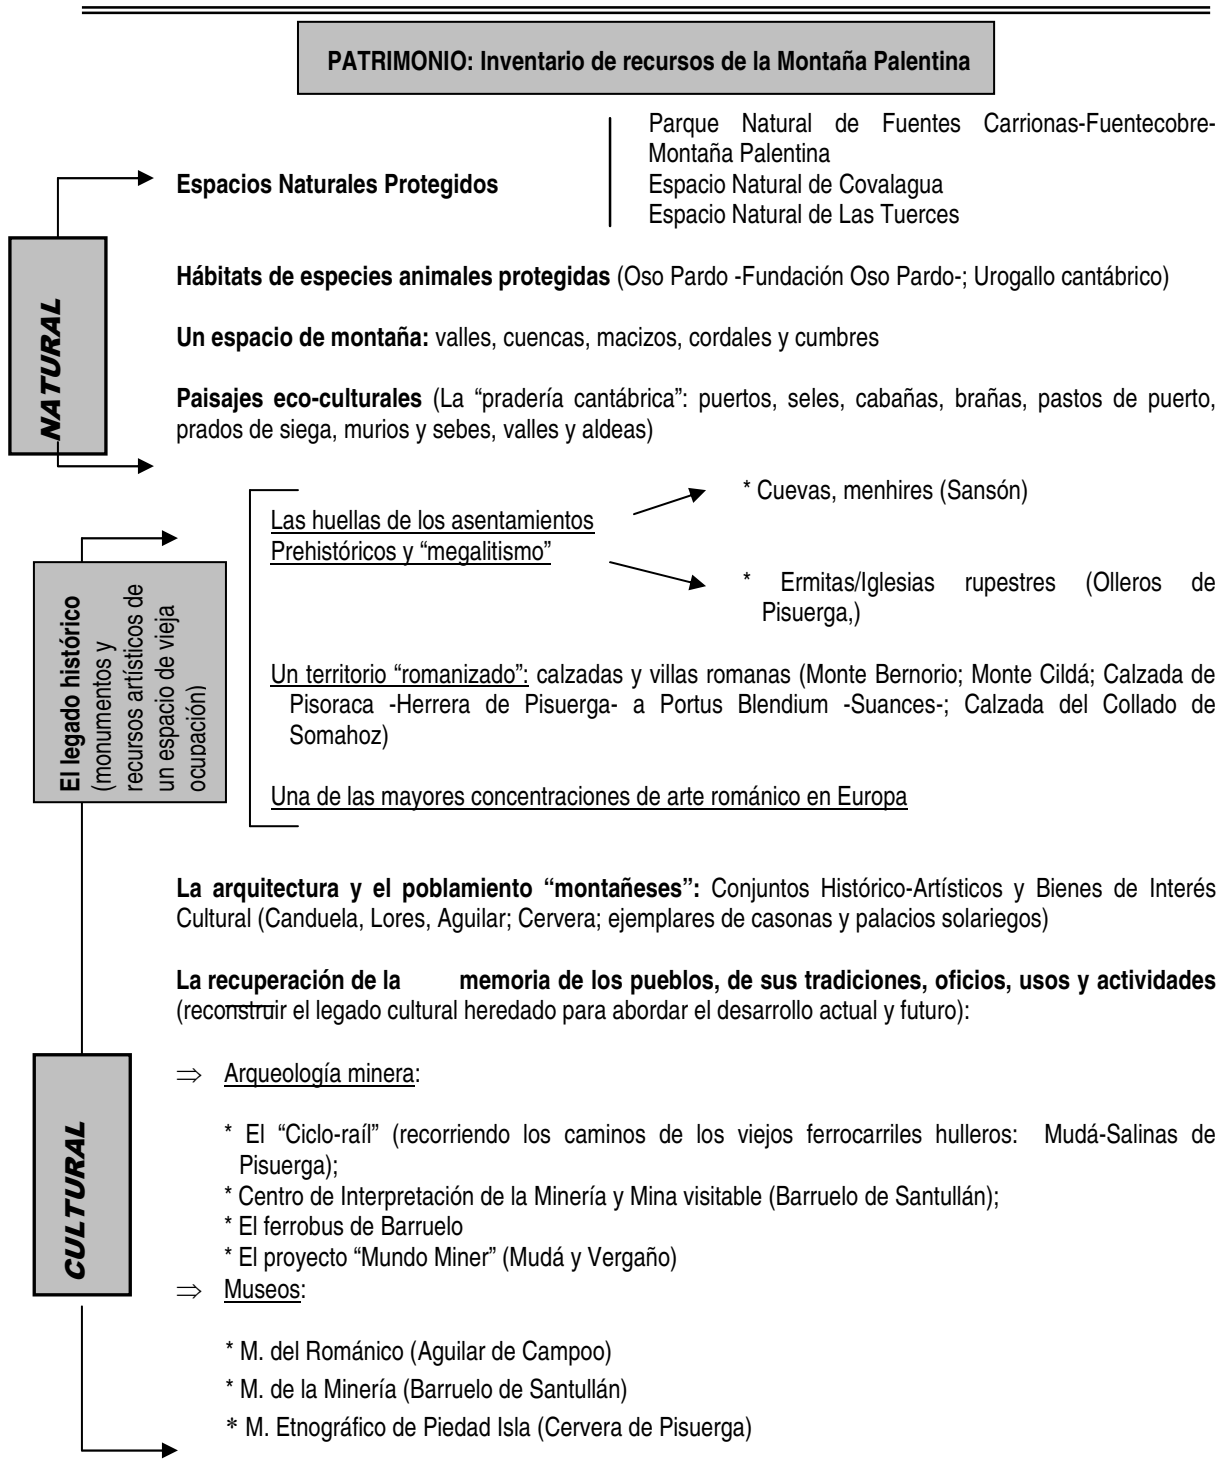 PATRIMONIO: Inventario de recursos de la Montaña Palentina
Parque Natural de Fuentes Carrionas-Fuentecobre-
Montaña Palentina
Espacios Naturales Protegidos
Espacio Natural de Covalagua
Espacio Natural de Las Tuerces
NATURAL
Hábitats de especies animales protegidas (Oso Pardo -Fundación Oso Pardo-; Urogallo cantábrico)
Un espacio de montaña: valles, cuencas, macizos, cordales y cumbres
Paisajes eco-culturales (La “pradería cantábrica”: puertos, seles, cabañas, brañas, pastos de puerto,
prados de siega, murios y sebes, valles y aldeas)
* Cuevas, menhires (Sansón)
Las huellas de los asentamientos
Prehistóricos y “megalitismo”
* Ermitas/Iglesias rupestres (Olleros de
Pisuerga,)
El legado histórico
(monumentos y
recursos artísticos de
un espacio de vieja
ocupación)
Un territorio “romanizado”: calzadas y villas romanas (Monte Bernorio; Monte Cildá; Calzada de
Pisoraca -Herrera de Pisuerga- a Portus Blendium -Suances-; Calzada del Collado de
Somahoz)
Una de las mayores concentraciones de arte románico en Europa
La arquitectura y el poblamiento “montañeses”: Conjuntos Histórico-Artísticos y Bienes de Interés
Cultural (Canduela, Lores, Aguilar; Cervera; ejemplares de casonas y palacios solariegos)
La recuperación de la memoria de los pueblos, de sus tradiciones, oficios, usos y actividades
(reconstruir el legado cultural heredado para abordar el desarrollo actual y futuro):
CULTURAL
⇒ Arqueología minera:
* El “Ciclo-raíl” (recorriendo los caminos de los viejos ferrocarriles hulleros: Mudá-Salinas de
Pisuerga);
* Centro de Interpretación de la Minería y Mina visitable (Barruelo de Santullán);
* El ferrobus de Barruelo
* El proyecto “Mundo Miner” (Mudá y Vergaño)
⇒ Museos:
* M. del Románico (Aguilar de Campoo)
* M. de la Minería (Barruelo de Santullán)
* M. Etnográfico de Piedad Isla (Cervera de Pisuerga)